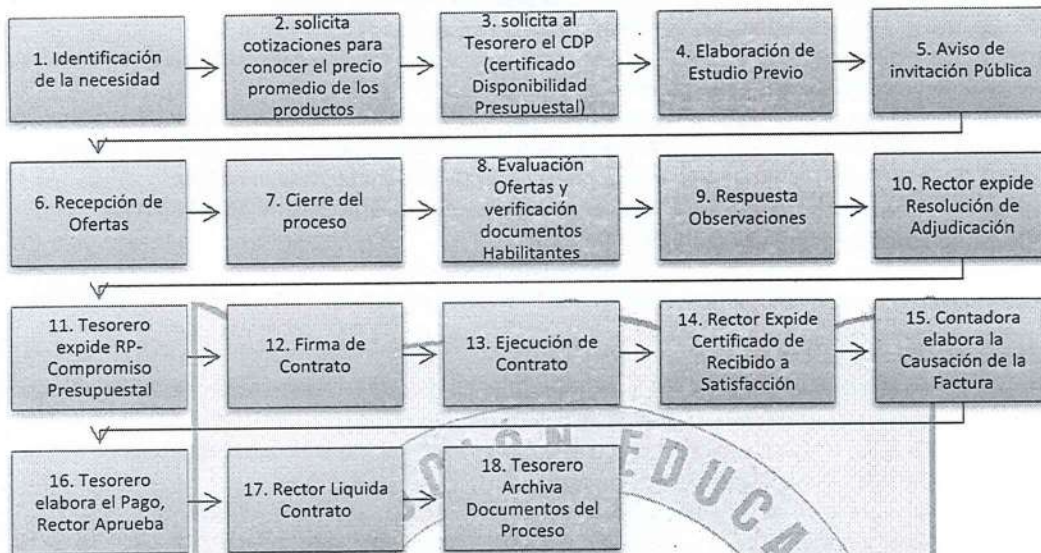 1. Identificación
de la necesidad
2. solicita
cotizaciones para
conocer el precio
promedio de los
productos
3. solicita al
Tesorero el CDP
(certificado
Disponibilidad
Presupuestal)
4. Elaboración de
Estudio Previo
5. Aviso de
invitación Pública
6. Recepción de
Ofertas
7. Cierre del
proceso
8. Evaluación
Ofertas y
verificación
documentos
Habilitantes
9. Respuesta
Observaciones
10. Rector expide
Resolución de
Adjudicación
11. Tesorero
expide RP-
Compromiso
Presupuestal
12. Firma de
Contrato
13. Ejecución de
Contrato
14. Rector Expide
Certificado de
Recibido a
Satisfacción
15. Contadora
elabora la
Causación de la
Factura
16. Tesorero
elabora el Pago,
Rector Aprueba
17. Rector Liquida
Contrato
18. Tesorero
Archiva
Documentos del
Proceso
EDUCA